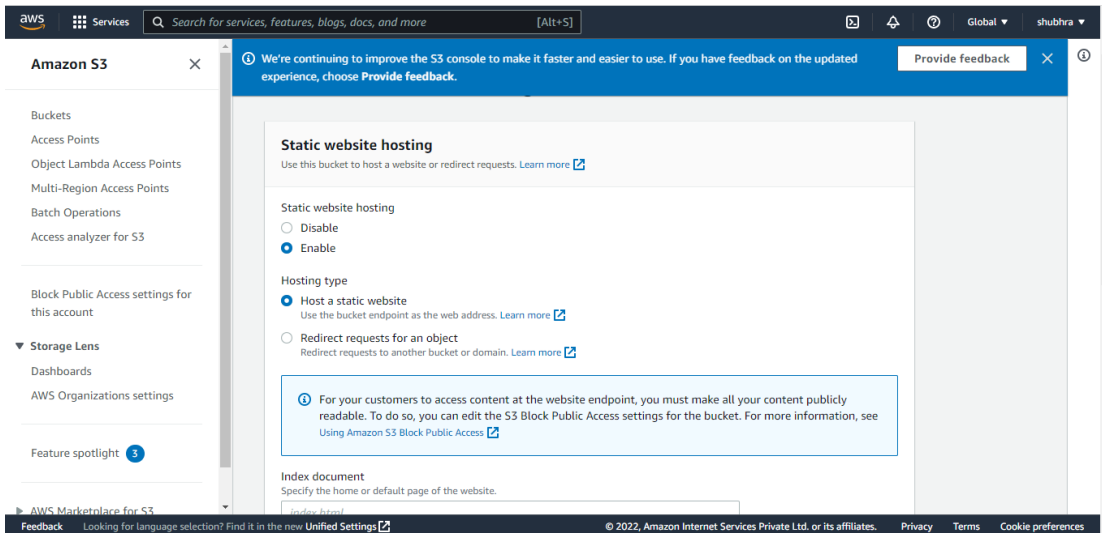 aws
Services
Search for services, features, blogs, docs, and more [Alt+S]
Global ▼
shubhra ▼
Amazon S3
Buckets
Access Points
Object Lambda Access Points
Multi-Region Access Points
Batch Operations
Access analyzer for S3
Block Public Access settings for
this account
▼ Storage Lens
Dashboards
AWS Organizations settings
Feature spotlight 3
AWS Marketplace for S3
We're continuing to improve the S3 console to make it faster and easier to use. If you have feedback on the updated
experience, choose Provide feedback.
Provide feedback
Static website hosting
Use this bucket to host a website or redirect requests. Learn more
Static website hosting
Disable
Enable
Hosting type
Host a static website
Use the bucket endpoint as the web address. Learn more
Redirect requests for an object
Redirect requests to another bucket or domain. Learn more
For your customers to access content at the website endpoint, you must make all your content publicly
readable. To do so, you can edit the S3 Block Public Access settings for the bucket. For more information, see
Using Amazon S3 Block Public Access
Index document
Specify the home or default page of the website.
index.html
Feedback Looking for language selection? Find it in the new Unified Settings © 2022, Amazon Internet Services Private Ltd. or its affiliates. Privacy Terms Cookie preferences